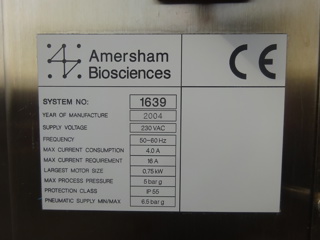 Amersham
Biosciences
CE
SYSTEM NO: 1639
YEAR OF MANUFACTURE 2004
SUPPLY VOLTAGE 230 VAC
FREQUENCY 50-60 Hz
MAX CURRENT CONSUMPTION 4.0 A
MAX CURRENT REQUIREMENT 16 A
LARGEST MOTOR SIZE 0,75 kW
MAX PROCESS PRESSURE 5 bar g
PROTECTION CLASS IP 55
PNEUMATIC SUPPLY MIN/MAX 6.5 bar g